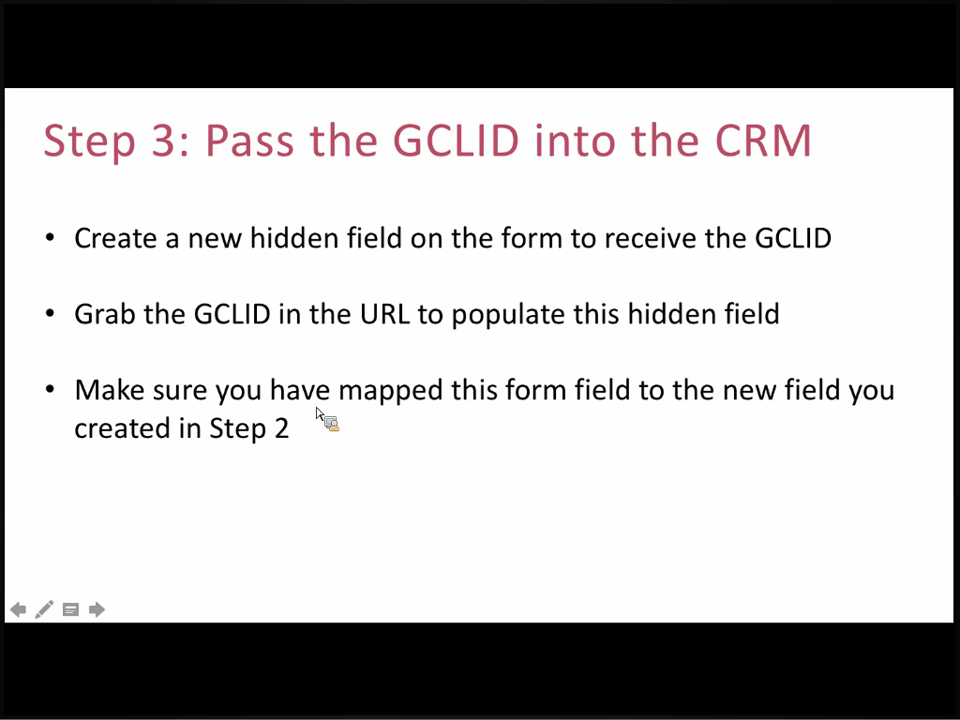 Step 3: Pass the GCLID into the CRM
• Create a new hidden field on the form to receive the GCLID
• Grab the GCLID in the URL to populate this hidden field
• Make sure you have mapped this form field to the new field you
created in Step 2